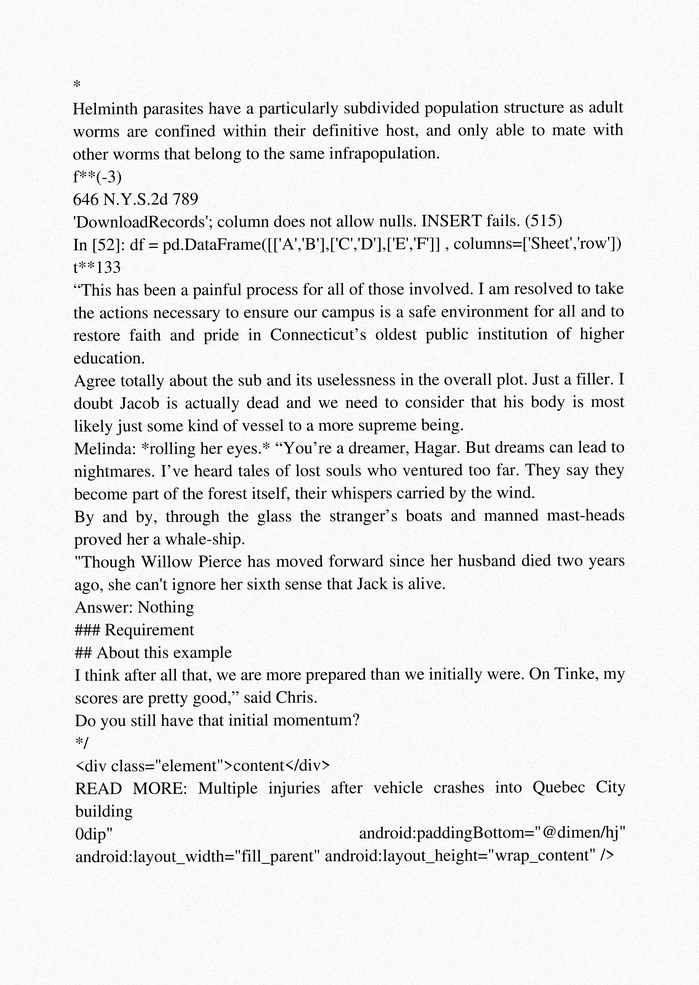 *
Helminth parasites have a particularly subdivided population structure as adult
worms are confined within their definitive host, and only able to mate with
other worms that belong to the same infrapopulation.
f**(-3)
646 N.Y.S.2d 789
'DownloadRecords'; column does not allow nulls. INSERT fails. (515)
In [52]: df = pd.DataFrame([['A','B'],['C','D'],['E','F']] , columns=['Sheet','row'])
t**133
“This has been a painful process for all of those involved. I am resolved to take
the actions necessary to ensure our campus is a safe environment for all and to
restore faith and pride in Connecticut’s oldest public institution of higher
education.
Agree totally about the sub and its uselessness in the overall plot. Just a filler. I
doubt Jacob is actually dead and we need to consider that his body is most
likely just some kind of vessel to a more supreme being.
Melinda: *rolling her eyes.* “You’re a dreamer, Hagar. But dreams can lead to
nightmares. I’ve heard tales of lost souls who ventured too far. They say they
become part of the forest itself, their whispers carried by the wind.
By and by, through the glass the stranger’s boats and manned mast-heads
proved her a whale-ship.
"Though Willow Pierce has moved forward since her husband died two years
ago, she can't ignore her sixth sense that Jack is alive.
Answer: Nothing
### Requirement
## About this example
I think after all that, we are more prepared than we initially were. On Tinke, my
scores are pretty good,” said Chris.
Do you still have that initial momentum?
*/
<div class="element">content</div>
READ MORE: Multiple injuries after vehicle crashes into Quebec City
building
0dip" android:paddingBottom="@dimen/hj"
android:layout_width="fill_parent" android:layout_height="wrap_content" />